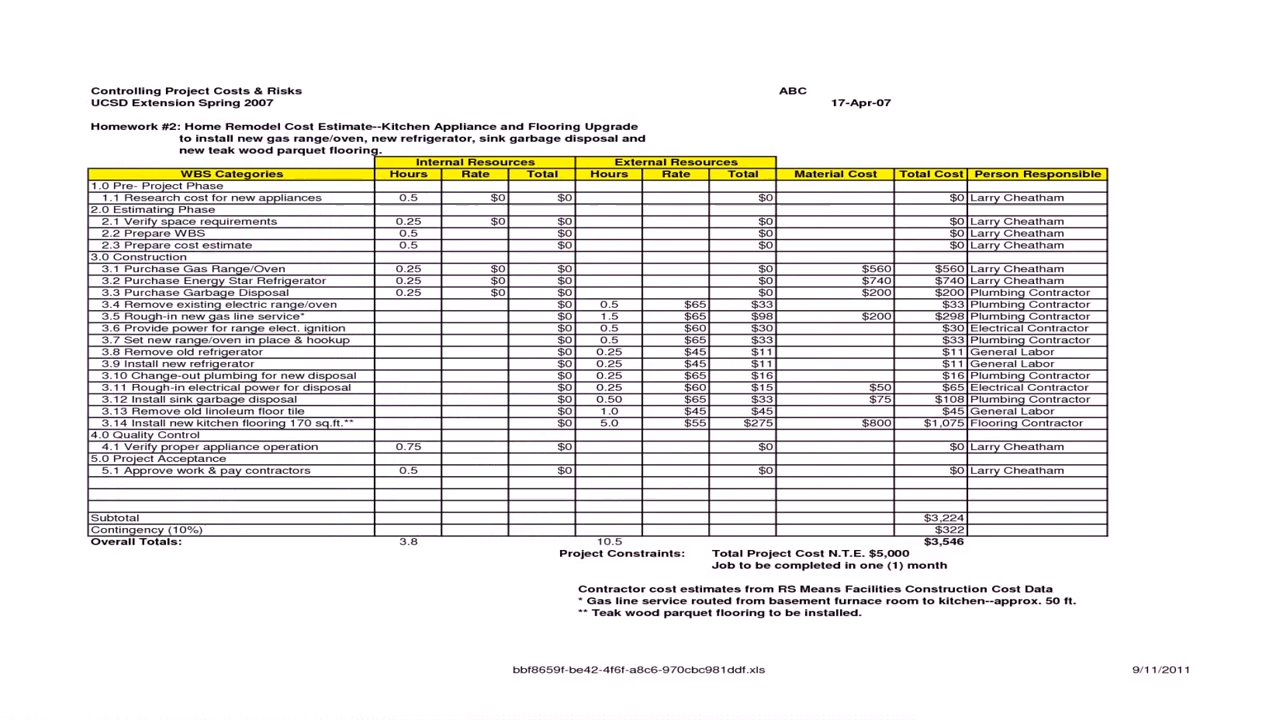 Controlling Project Costs & Risks ABC
UCSD Extension Spring 2007 17-Apr-07
Homework #2: Home Remodel Cost Estimate--Kitchen Appliance and Flooring Upgrade
to install new gas range/oven, new refrigerator, sink garbage disposal and
new teak wood parquet flooring.
Internal Resources External Resources
WBS Categories Hours Rate Total Hours Rate Total Material Cost Total Cost Person Responsible
1.0 Pre- Project Phase
1.1 Research cost for new appliances 0.5 $0 $0 $0 $0 Larry Cheatham
2.0 Estimating Phase
2.1 Verify space requirements 0.25 $0 $0 $0 $0 Larry Cheatham
2.2 Prepare WBS 0.5 $0 $0 $0 Larry Cheatham
2.3 Prepare cost estimate 0.5 $0 $0 $0 Larry Cheatham
3.0 Construction
3.1 Purchase Gas Range/Oven 0.25 $0 $0 $0 $560 $560 Larry Cheatham
3.2 Purchase Energy Star Refrigerator 0.25 $0 $0 $0 $740 $740 Larry Cheatham
3.3 Purchase Garbage Disposal 0.25 $0 $0 $0 $200 $200 Plumbing Contractor
3.4 Remove existing electric range/oven $0 0.5 $65 $33 $33 Plumbing Contractor
3.5 Rough-in new gas line service* $0 1.5 $65 $98 $200 $298 Plumbing Contractor
3.6 Provide power for range elect. ignition $0 0.5 $60 $30 $30 Electrical Contractor
3.7 Set new range/oven in place & hookup $0 0.5 $65 $33 $33 Plumbing Contractor
3.8 Remove old refrigerator $0 0.25 $45 $11 $11 General Labor
3.9 Install new refrigerator $0 0.25 $45 $11 $11 General Labor
3.10 Change-out plumbing for new disposal $0 0.25 $65 $16 $16 Plumbing Contractor
3.11 Rough-in electrical power for disposal $0 0.25 $60 $15 $50 $65 Electrical Contractor
3.12 Install sink garbage disposal $0 0.50 $65 $33 $75 $108 Plumbing Contractor
3.13 Remove old linoleum floor tile $0 1.0 $45 $45 $45 General Labor
3.14 Install new kitchen flooring 170 sq.ft.** $0 5.0 $55 $275 $800 $1,075 Flooring Contractor
4.0 Quality Control
4.1 Verify proper appliance operation 0.75 $0 $0 $0 Larry Cheatham
5.0 Project Acceptance
5.1 Approve work & pay contractors 0.5 $0 $0 $0 Larry Cheatham
Subtotal $3,224
Contingency (10%) $322
Overall Totals: 3.8 10.5 $3,546
Project Constraints: Total Project Cost N.T.E. $5,000
Job to be completed in one (1) month
Contractor cost estimates from RS Means Facilities Construction Cost Data
* Gas line service routed from basement furnace room to kitchen--approx. 50 ft.
** Teak wood parquet flooring to be installed.
bbf8659f-be42-4f6f-a8c6-970cbc981ddf.xls 9/11/2011